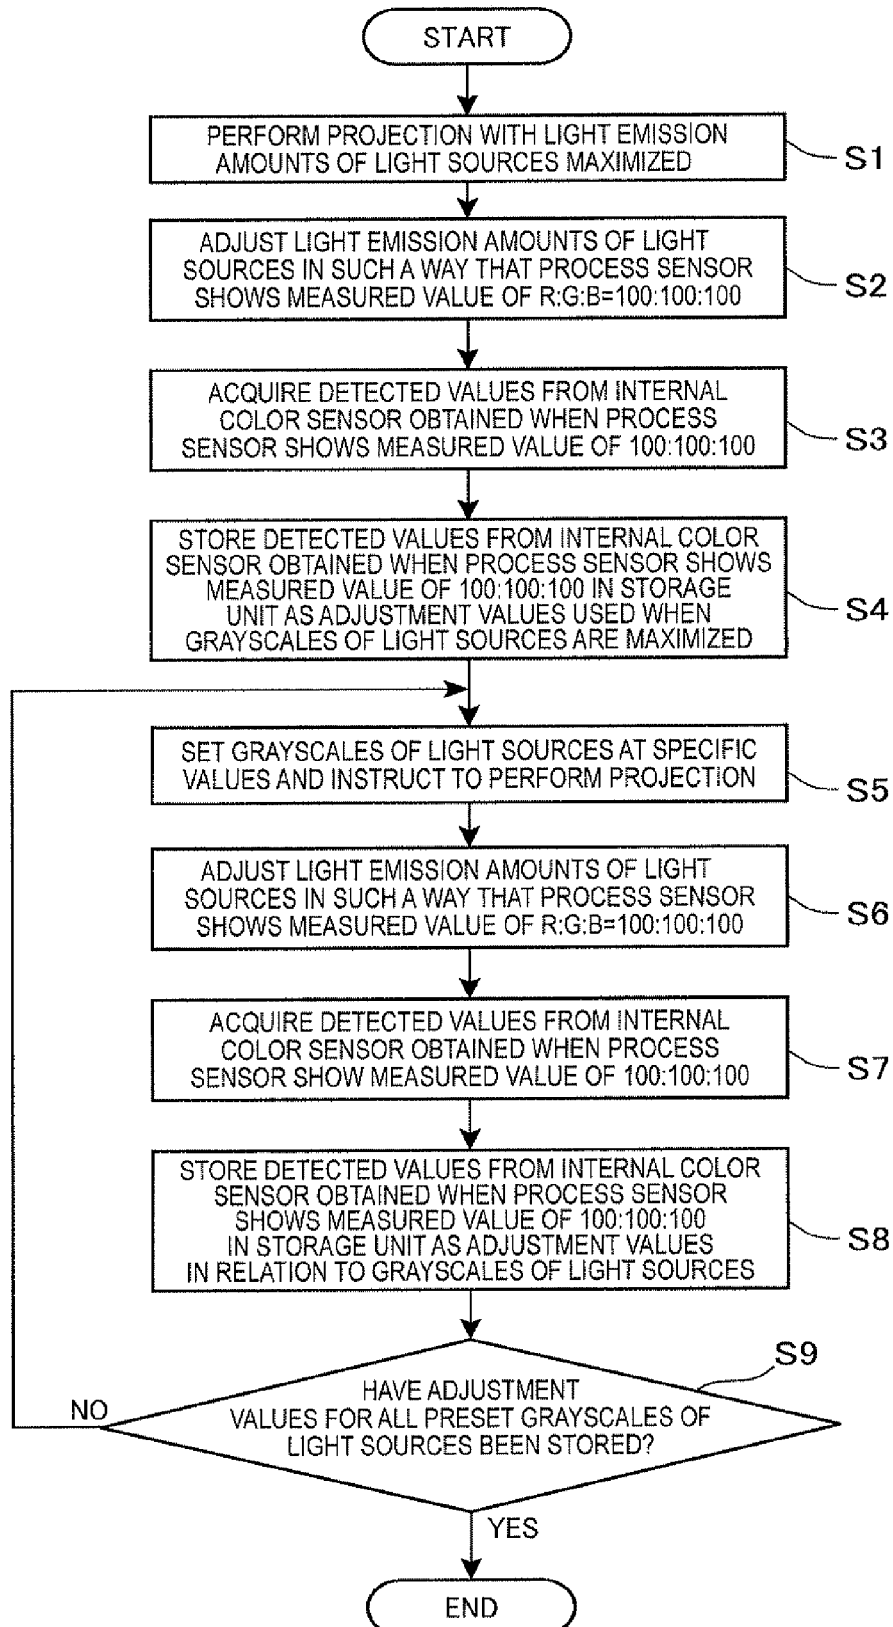 START
PERFORM PROJECTION WITH LIGHT EMISSION
AMOUNTS OF LIGHT SOURCES MAXIMIZED
S1
ADJUST LIGHT EMISSION AMOUNTS OF LIGHT
SOURCES IN SUCH A WAY THAT PROCESS SENSOR
SHOWS MEASURED VALUE OF R:G:B=100:100:100
S2
ACQUIRE DETECTED VALUES FROM INTERNAL
COLOR SENSOR OBTAINED WHEN PROCESS
SENSOR SHOWS MEASURED VALUE OF 100:100:100
S3
STORE DETECTED VALUES FROM INTERNAL COLOR
SENSOR OBTAINED WHEN PROCESS SENSOR SHOWS
MEASURED VALUE OF 100:100:100 IN STORAGE
UNIT AS ADJUSTMENT VALUES USED WHEN
GRAYSCALES OF LIGHT SOURCES ARE MAXIMIZED
S4
SET GRAYSCALES OF LIGHT SOURCES AT SPECIFIC
VALUES AND INSTRUCT TO PERFORM PROJECTION
S5
ADJUST LIGHT EMISSION AMOUNTS OF LIGHT
SOURCES IN SUCH A WAY THAT PROCESS SENSOR
SHOWS MEASURED VALUE OF R:G:B=100:100:100
S6
ACQUIRE DETECTED VALUES FROM INTERNAL
COLOR SENSOR OBTAINED WHEN PROCESS
SENSOR SHOW MEASURED VALUE OF 100:100:100
S7
STORE DETECTED VALUES FROM INTERNAL COLOR
SENSOR OBTAINED WHEN PROCESS SENSOR
SHOWS MEASURED VALUE OF 100:100:100
IN STORAGE UNIT AS ADJUSTMENT VALUES
IN RELATION TO GRAYSCALES OF LIGHT SOURCES
S8
S9
HAVE ADJUSTMENT
VALUES FOR ALL PRESET GRAYSCALES OF
LIGHT SOURCES BEEN STORED?
NO
YES
END